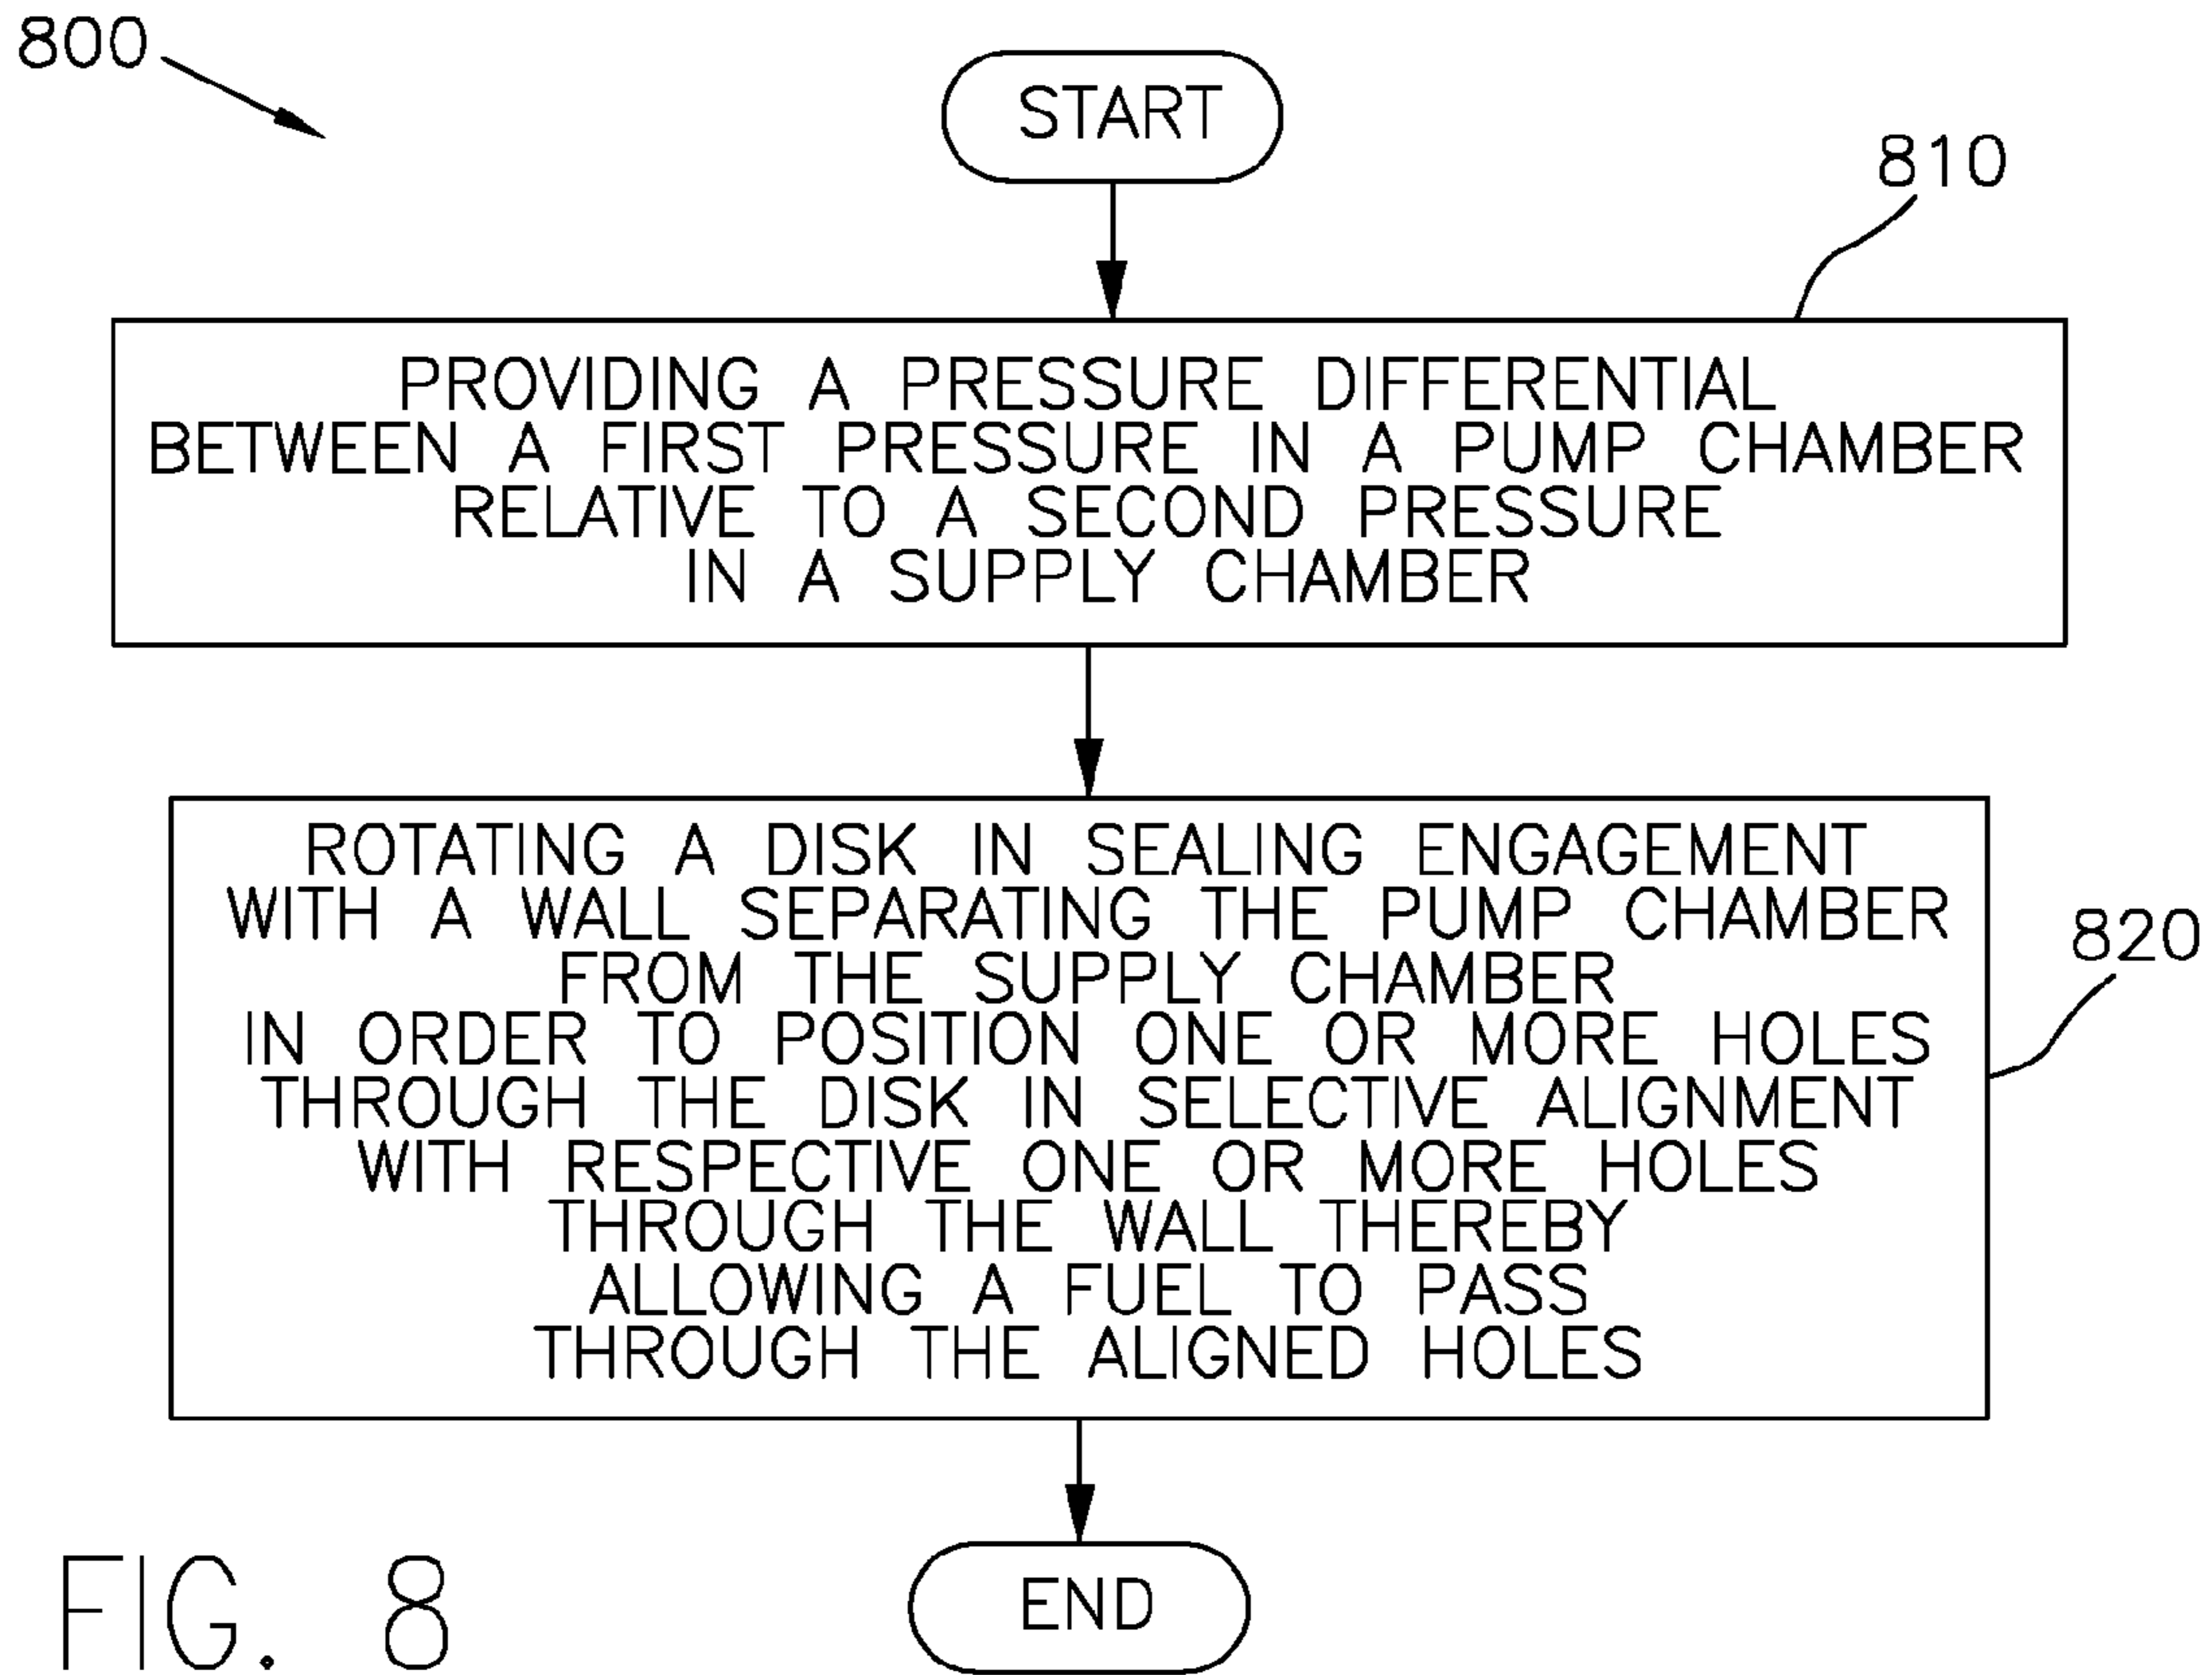 800
START
810
PROVIDING A PRESSURE DIFFERENTIAL
BETWEEN A FIRST PRESSURE IN A PUMP CHAMBER
RELATIVE TO A SECOND PRESSURE
IN A SUPPLY CHAMBER
ROTATING A DISK IN SEALING ENGAGEMENT
WITH A WALL SEPARATING THE PUMP CHAMBER
FROM THE SUPPLY CHAMBER
IN ORDER TO POSITION ONE OR MORE HOLES
THROUGH THE DISK IN SELECTIVE ALIGNMENT
WITH RESPECTIVE ONE OR MORE HOLES
THROUGH THE WALL THEREBY
ALLOWING A FUEL TO PASS
THROUGH THE ALIGNED HOLES
820
END
FIG. 8